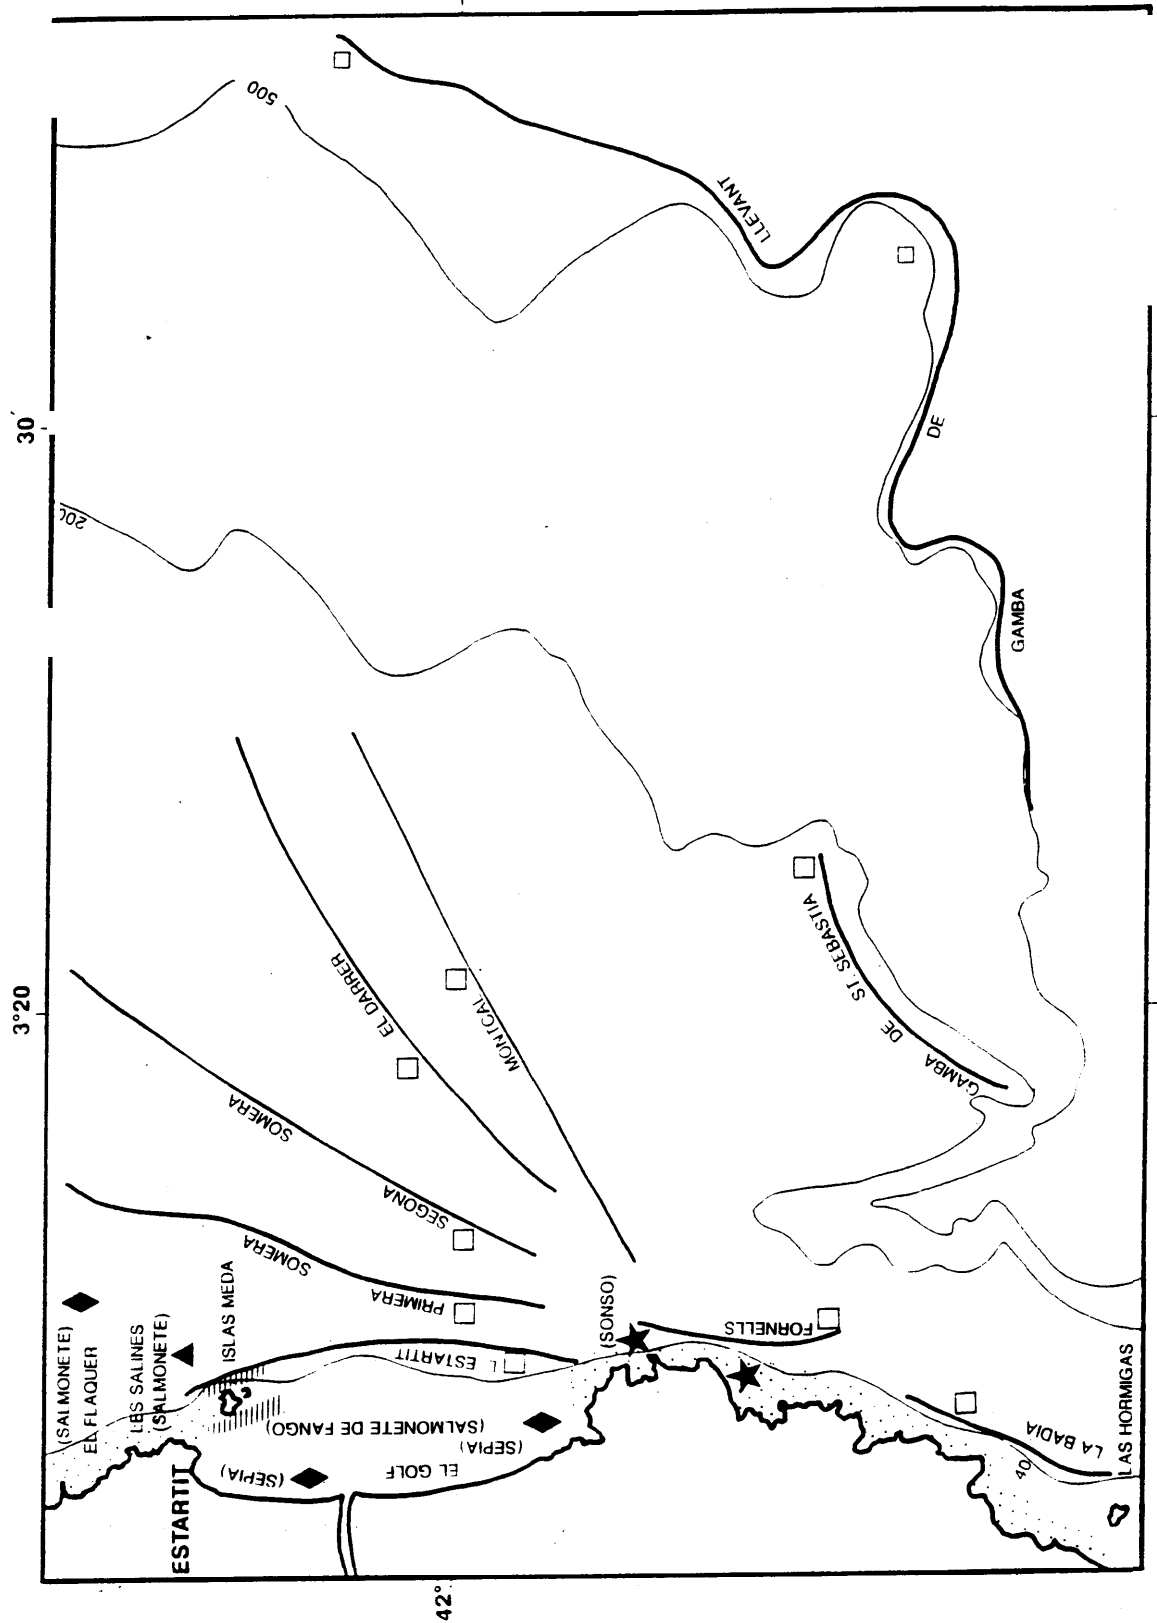 3°20
30
42°
ESTARTIT
(SALMONETE)
EL FLAQUER
LES SALINES
(SALMONETE)
ISLAS MEDA
(SEPIA)
EL GOLF
(SALMONETE DE FANGO)
(SEPIA)
L ESTARTIT
PRIMERA SOMERA
SEGONA SOMERA
EL DARRER
MONTCAL
(SONSO)
FORNELLS
LA BADIA
LAS HORMIGAS
40
GAMBA DE ST. SEBASTIA
GAMBA DE LLEVANT
200
500